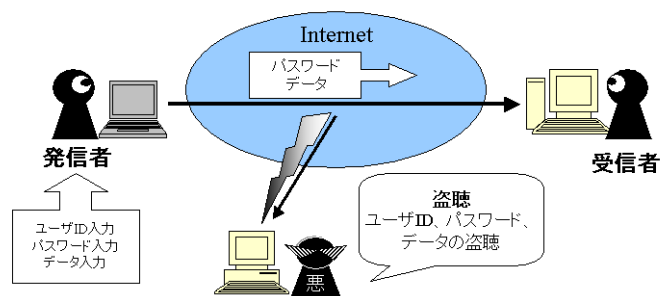 Internet
パスワード
データ
発信者
受信者
ユーザID入力
パスワード入力
データ入力
盗聴
ユーザID、パスワード、
データの盗聴
悪